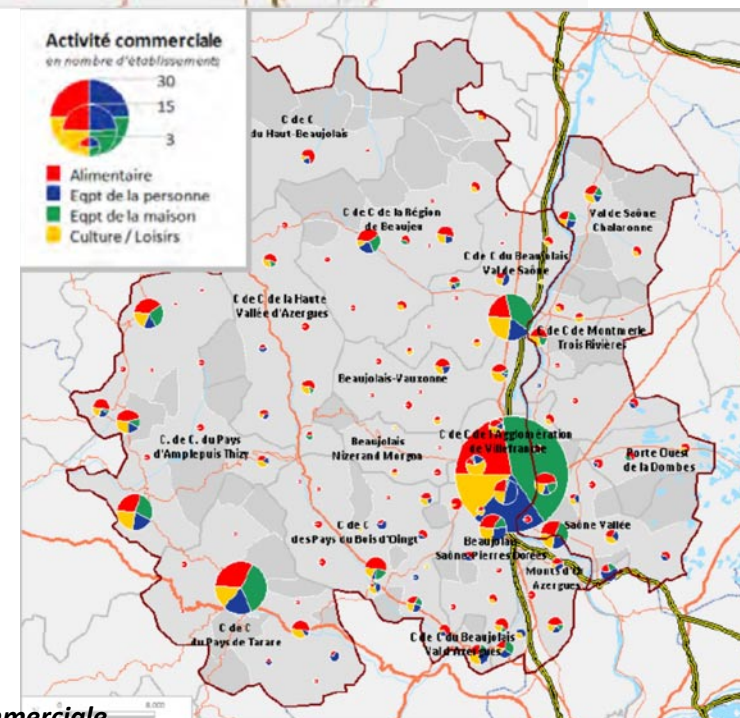 Activité commerciale
en nombre d'établissements
30
15
3
Alimentaire
Eqpt de la personne
Eqpt de la maison
Culture / Loisirs
C de C
du Haut-Beaujolais
C de C de la Région
de Beaujeu
Val de Saône
Chalaronne
C de C du Beaujolais
Val de Saône
C de C de la Haute
Vallée d'Azergues
C de C de Montmerle
Trois Rivières
Beaujolais-Vauxonne
C de C de l'Agglomération
de Villefranche
C. de C. du Pays
d'Amplepuis Thizy
Beaujolais
Nizerand Morgon
Porte Ouest
de la Dombes
C de C
des Pays du Bois d'Oingt
Saône Vallée
Beaujolais
Saône Pierres Dorées
Monts d'Or
Azergues
C de C
du Pays de Tarare
C de C du Beaujolais
Val d'Azergues
mmerciale